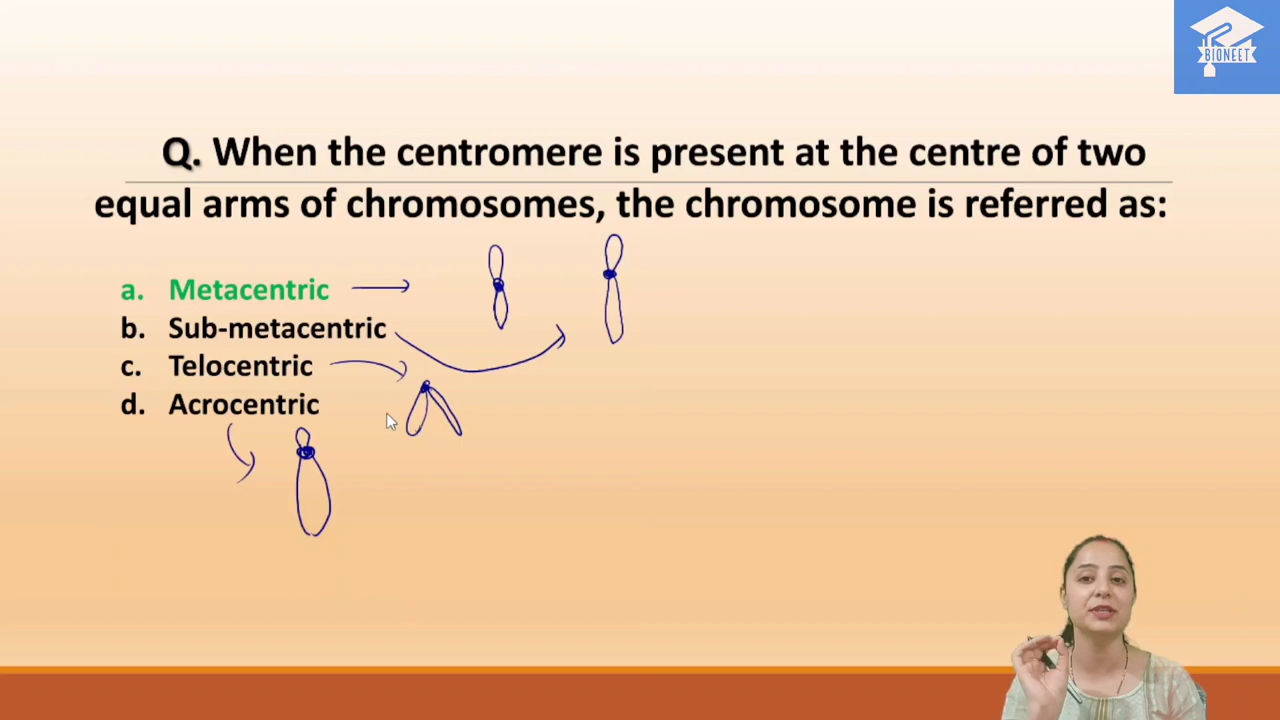 BIONEET
Q. When the centromere is present at the centre of two
equal arms of chromosomes, the chromosome is referred as:
a. Metacentric
b. Sub-metacentric
c. Telocentric
d. Acrocentric